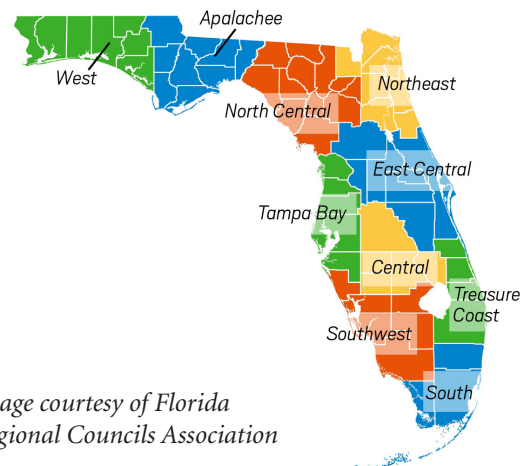 Apalachee
West
Northeast
North Central
East Central
Tampa Bay
Central
Treasure
Coast
Southwest
South
age courtesy of Florida
gional Councils Association